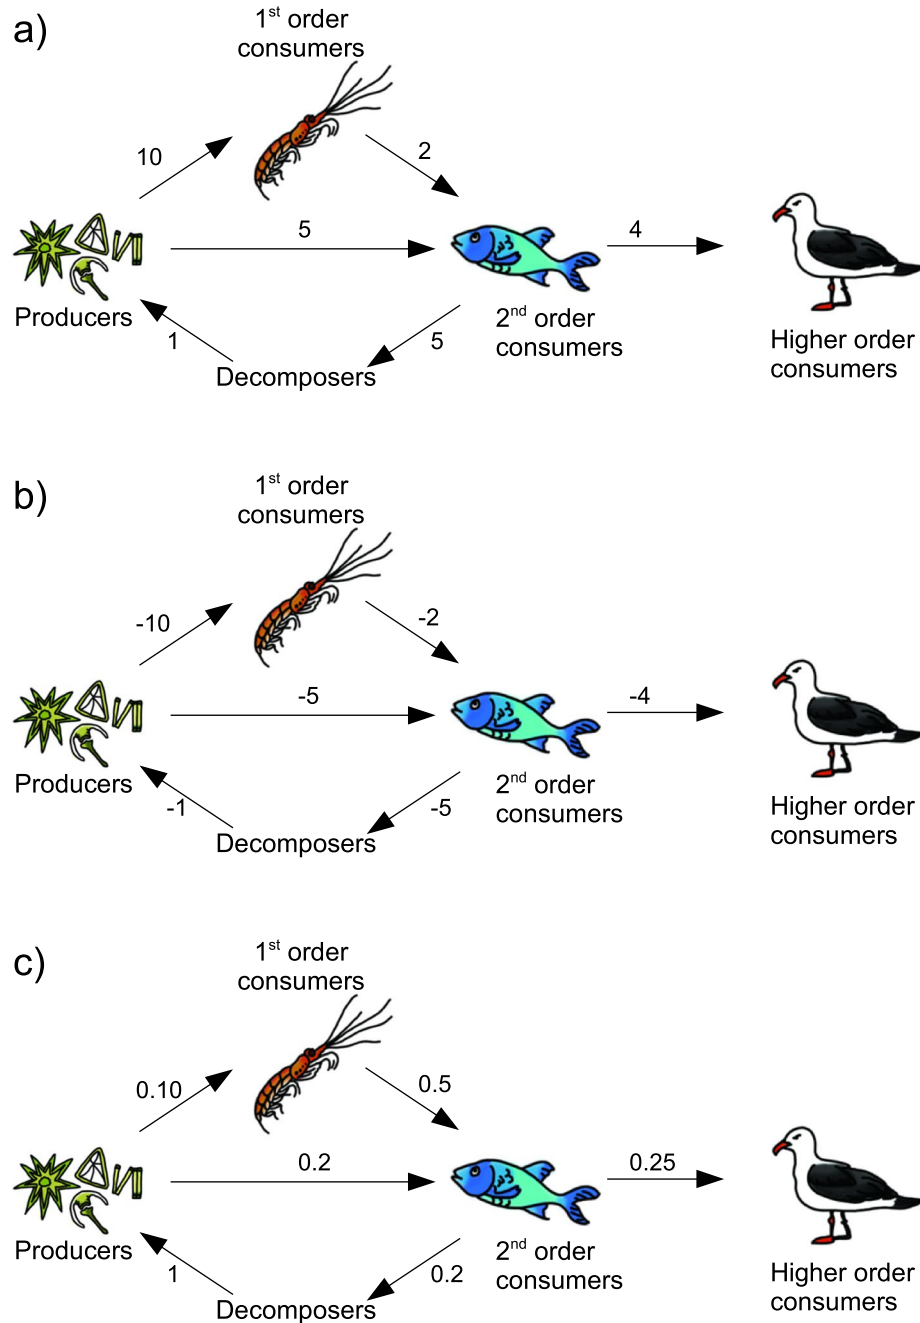 a)
1st order
consumers
10
2
5
4
Producers
1
5
2nd order
consumers
Decomposers
Higher order
consumers
b)
1st order
consumers
-10
-2
-5
-4
Producers
-1
-5
2nd order
consumers
Decomposers
Higher order
consumers
c)
1st order
consumers
0.10
0.5
0.2
0.25
Producers
1
0.2
2nd order
consumers
Decomposers
Higher order
consumers